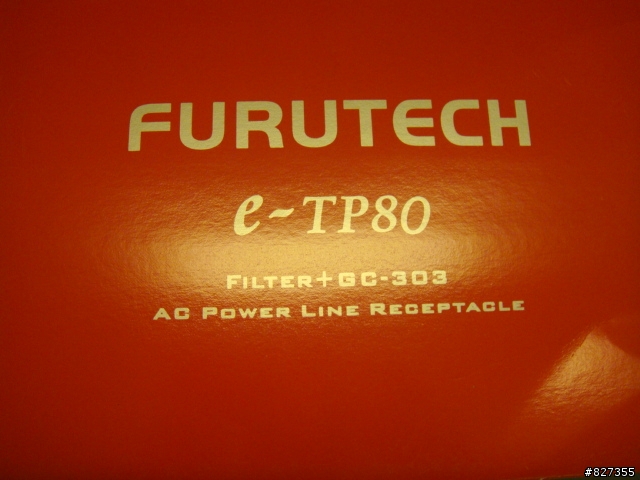 FURUTECH
e-TP80
FILTER+GC-303
AC POWER LINE RECEPTACLE
#827355